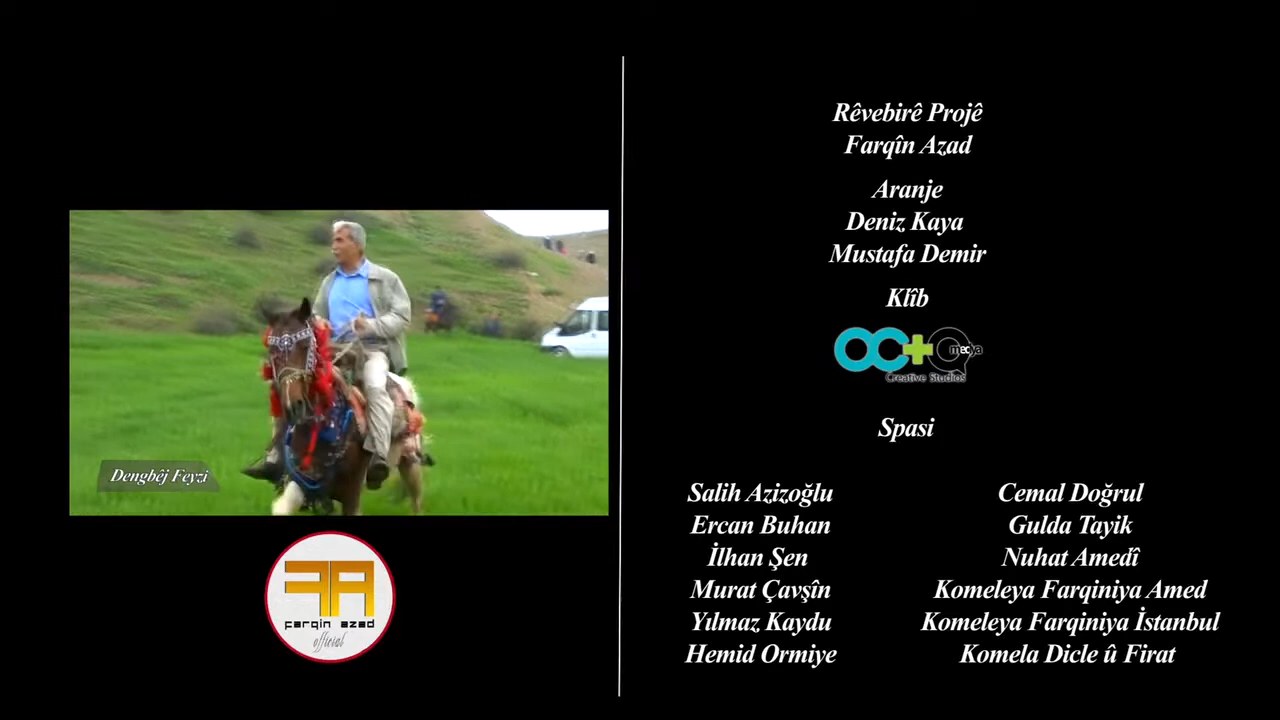 Dengbêj Feyzi
farqin azad
official
Rêvebirê Projê
Farqîn Azad
Aranje
Deniz Kaya
Mustafa Demir
Klîb
OC+O medya
Creative Studios
Spasi
Salih Azizoğlu
Ercan Buhan
İlhan Şen
Murat Çavşîn
Yılmaz Kaydu
Hemid Ormiye
Cemal Doğrul
Gulda Tayik
Nuhat Amedî
Komeleya Farqiniya Amed
Komeleya Farqiniya İstanbul
Komela Dicle û Firat